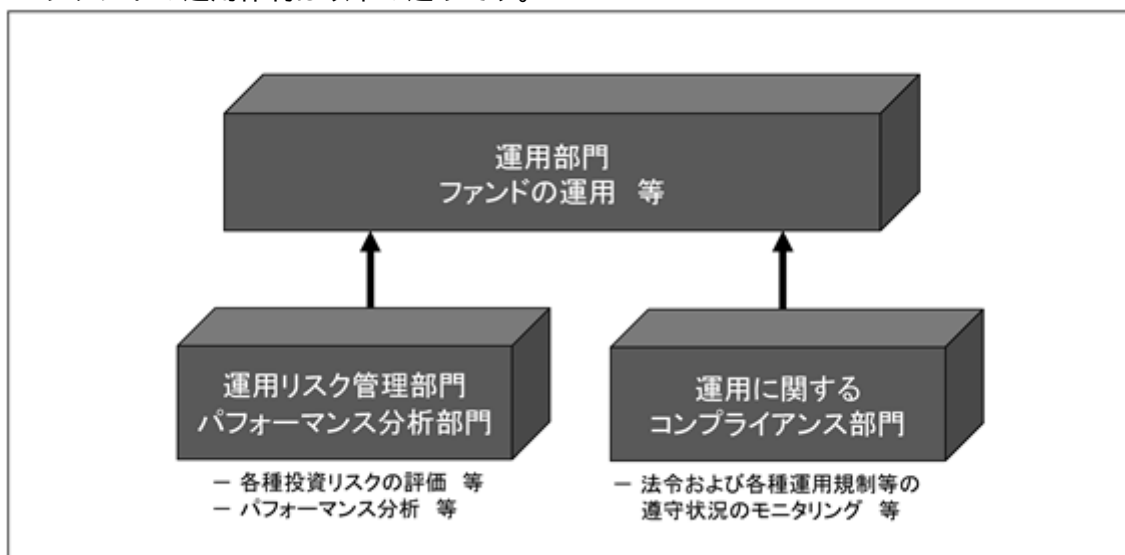 運用部門
ファンドの運用 等
運用リスク管理部門
パフォーマンス分析部門
運用に関する
コンプライアンス部門
－ 各種投資リスクの評価 等
－ パフォーマンス分析 等
－ 法令および各種運用規制等の
遵守状況のモニタリング 等